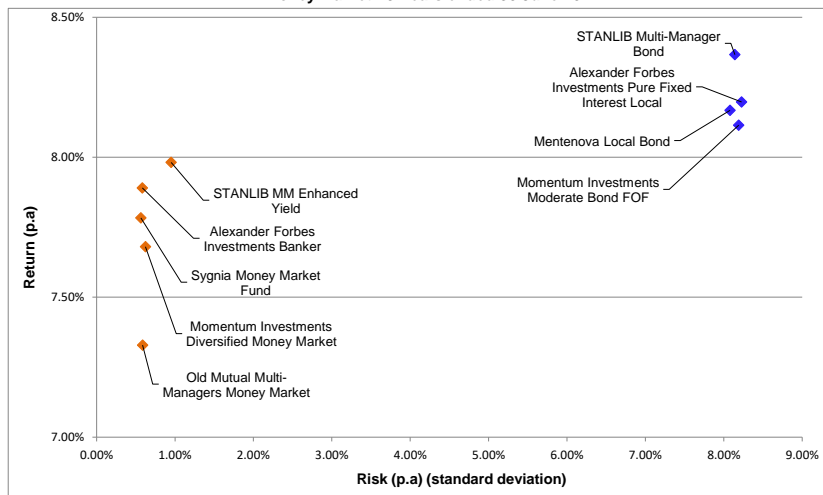 8.50%
STANLIB Multi-Manager
Bond
Alexander Forbes
Investments Pure Fixed
Interest Local
Mentenova Local Bond
8.00%
STANLIB MM Enhanced
Yield
Momentum Investments
Moderate Bond FOF
Alexander Forbes
Investments Banker
Return (p.a)
Sygnia Money Market
Fund
7.50%
Momentum Investments
Diversified Money Market
Old Mutual Multi-
Managers Money Market
7.00%
0.00% 1.00% 2.00% 3.00% 4.00% 5.00% 6.00% 7.00% 8.00% 9.00%
Risk (p.a) (standard deviation)